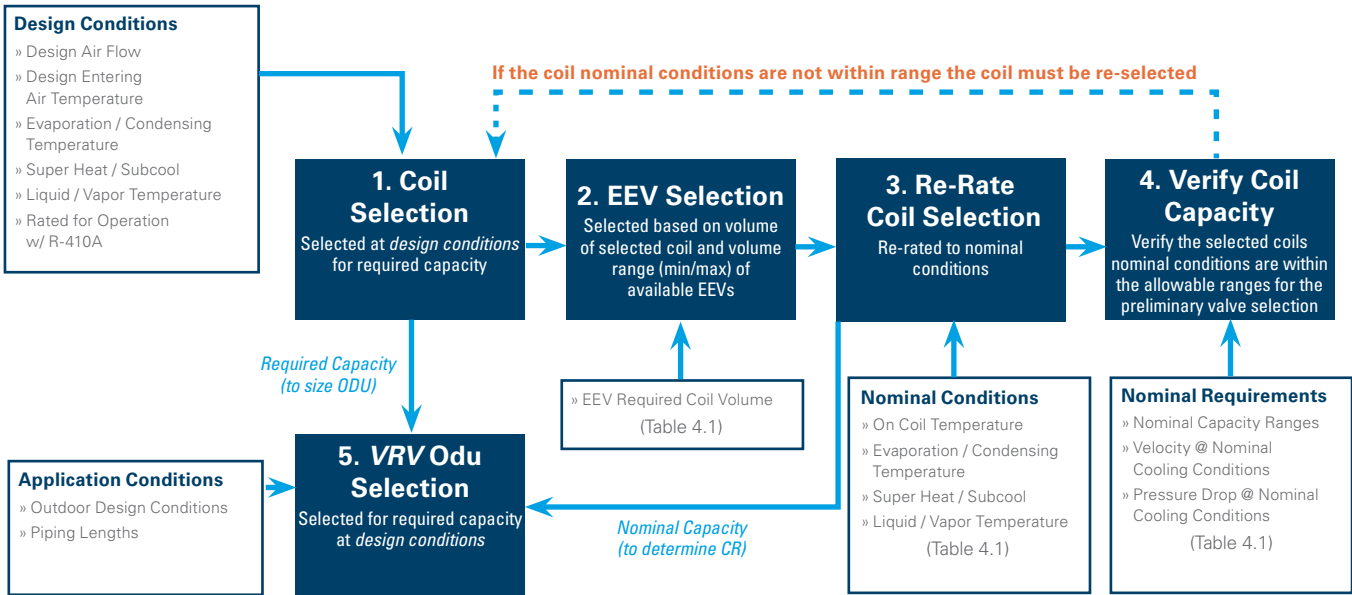 Design Conditions
» Design Air Flow
» Design Entering
Air Temperature
» Evaporation / Condensing
Temperature
» Super Heat / Subcool
» Liquid / Vapor Temperature
» Rated for Operation
w/ R-410A
If the coil nominal conditions are not within range the coil must be re-selected
1. Coil
Selection
Selected at design conditions
for required capacity
2. EEV Selection
Selected based on volume
of selected coil and volume
range (min/max) of
available EEVs
3. Re-Rate
Coil Selection
Re-rated to nominal
conditions
4. Verify Coil
Capacity
Verify the selected coils
nominal conditions are within
the allowable ranges for the
preliminary valve selection
Required Capacity
(to size ODU)
» EEV Required Coil Volume
(Table 4.1)
Nominal Conditions
» On Coil Temperature
» Evaporation / Condensing
Temperature
» Super Heat / Subcool
» Liquid / Vapor Temperature
(Table 4.1)
Nominal Requirements
» Nominal Capacity Ranges
» Velocity @ Nominal
Cooling Conditions
» Pressure Drop @ Nominal
Cooling Conditions
(Table 4.1)
Application Conditions
» Outdoor Design Conditions
» Piping Lengths
5. VRV Odu
Selection
Selected for required capacity
at design conditions
Nominal Capacity
(to determine CR)